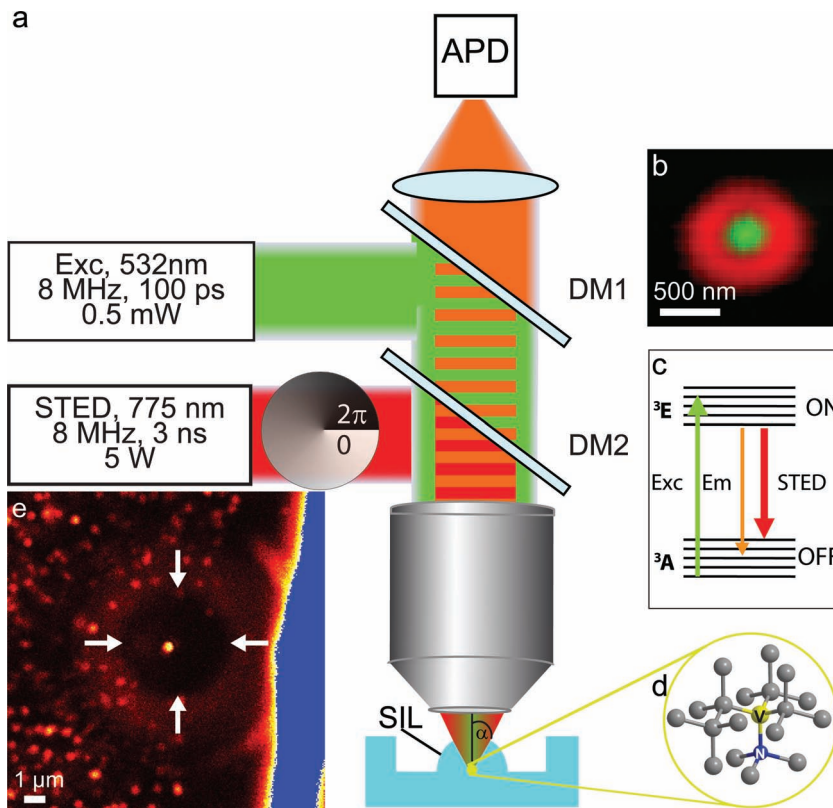 a
APD
Exc, 532nm
8 MHz, 100 ps
0.5 mW
DM1
b
500 nm
STED, 775 nm
8 MHz, 3 ns
5 W
2π
0
DM2
c
³E
ON
Exc
Em
STED
³A
OFF
e
1 µm
SIL
α
d
V
N